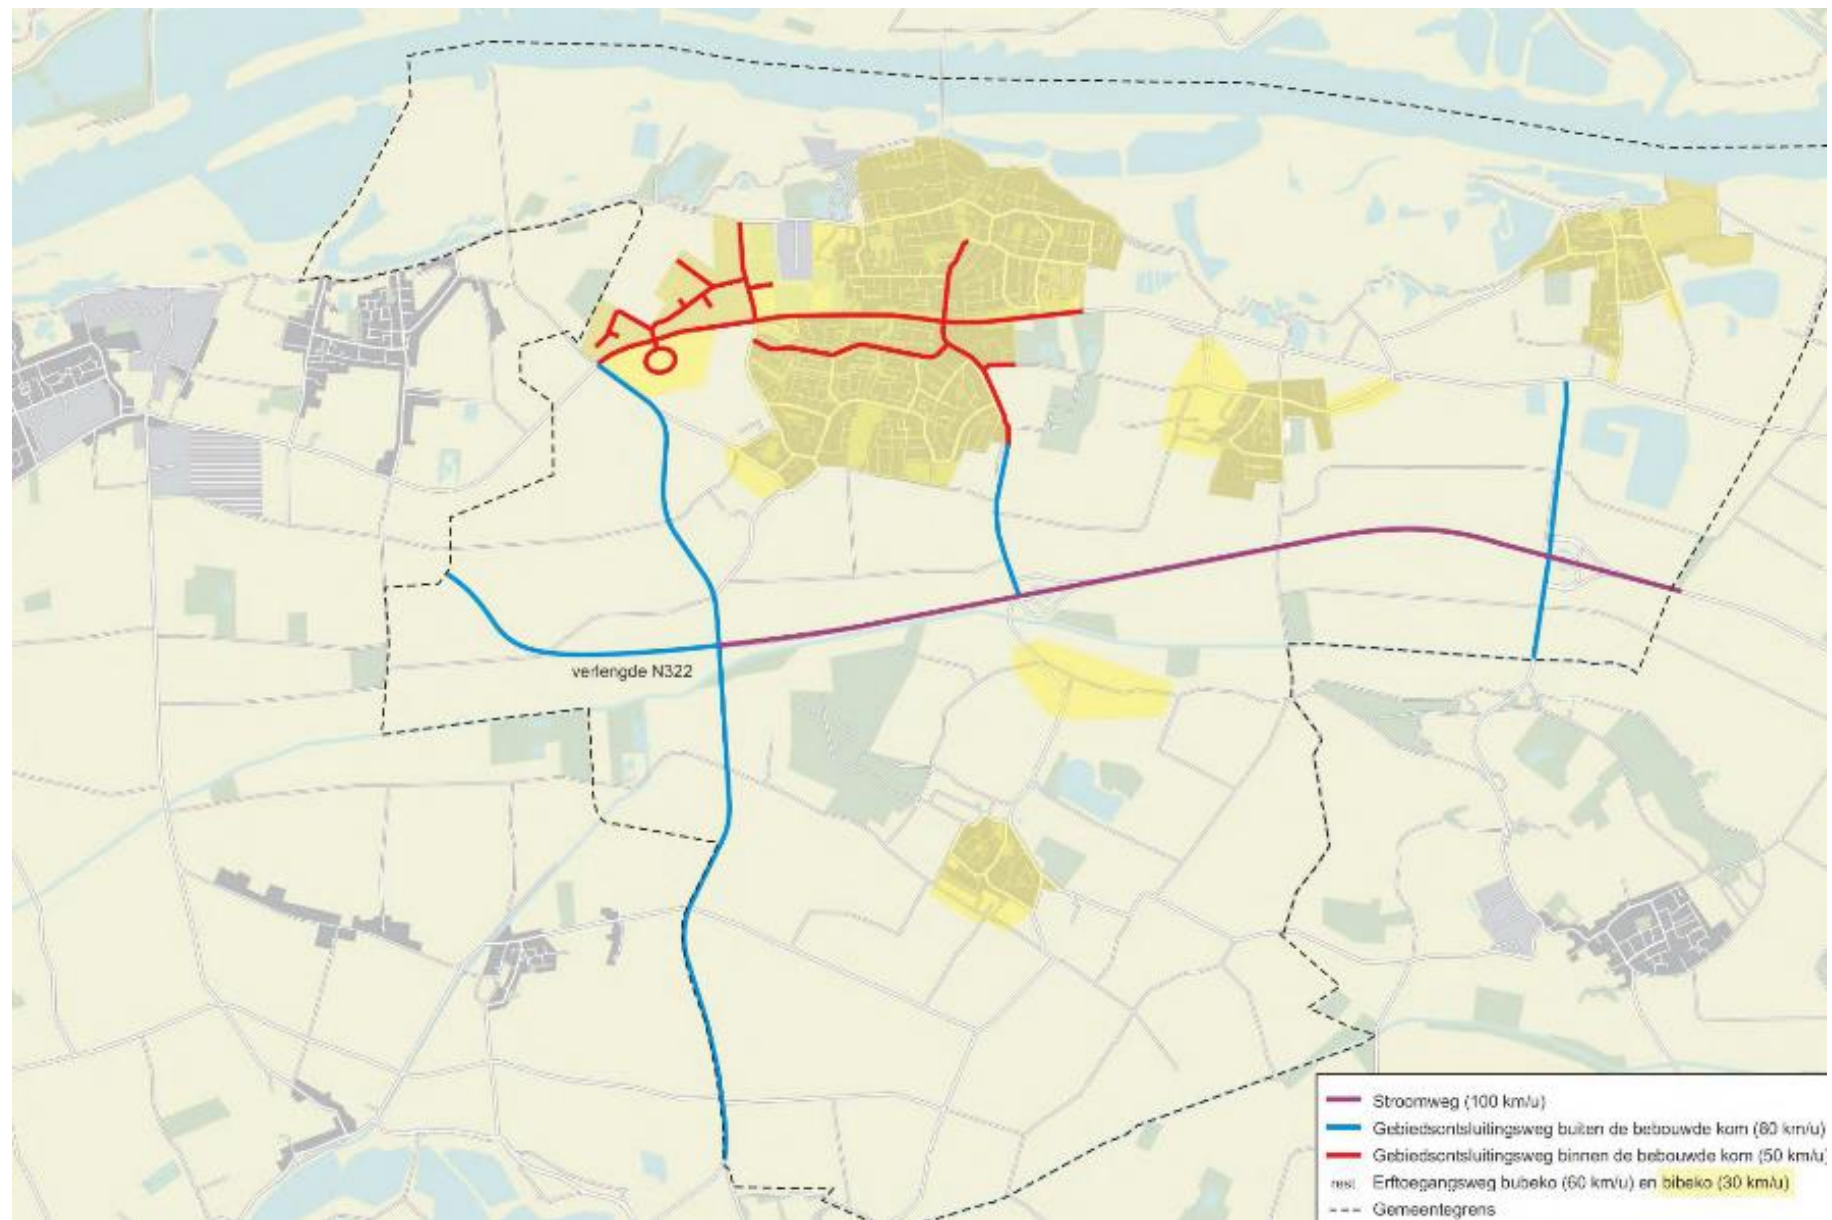 verlengde N322
Stroomweg (100 km/u)
Gebiedsontsluitingsweg buiten de bebouwde kom (80 km/u)
Gebiedsontsluitingsweg binnen de bebouwde kom (50 km/u)
rest Erftoegangsweg bubeko (60 km/u) en bibeko (30 km/u)
Gemeentegrens